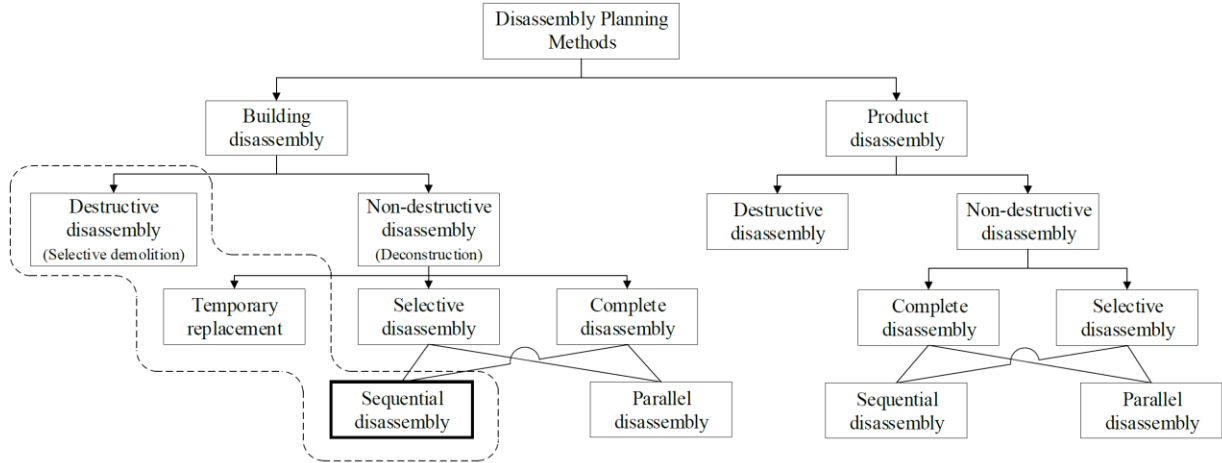 Disassembly Planning
Methods
Building
disassembly
Product
disassembly
Destructive
disassembly
(Selective demolition)
Non-destructive
disassembly
(Deconstruction)
Destructive
disassembly
Non-destructive
disassembly
Temporary
replacement
Selective
disassembly
Complete
disassembly
Complete
disassembly
Selective
disassembly
Sequential
disassembly
Parallel
disassembly
Sequential
disassembly
Parallel
disassembly